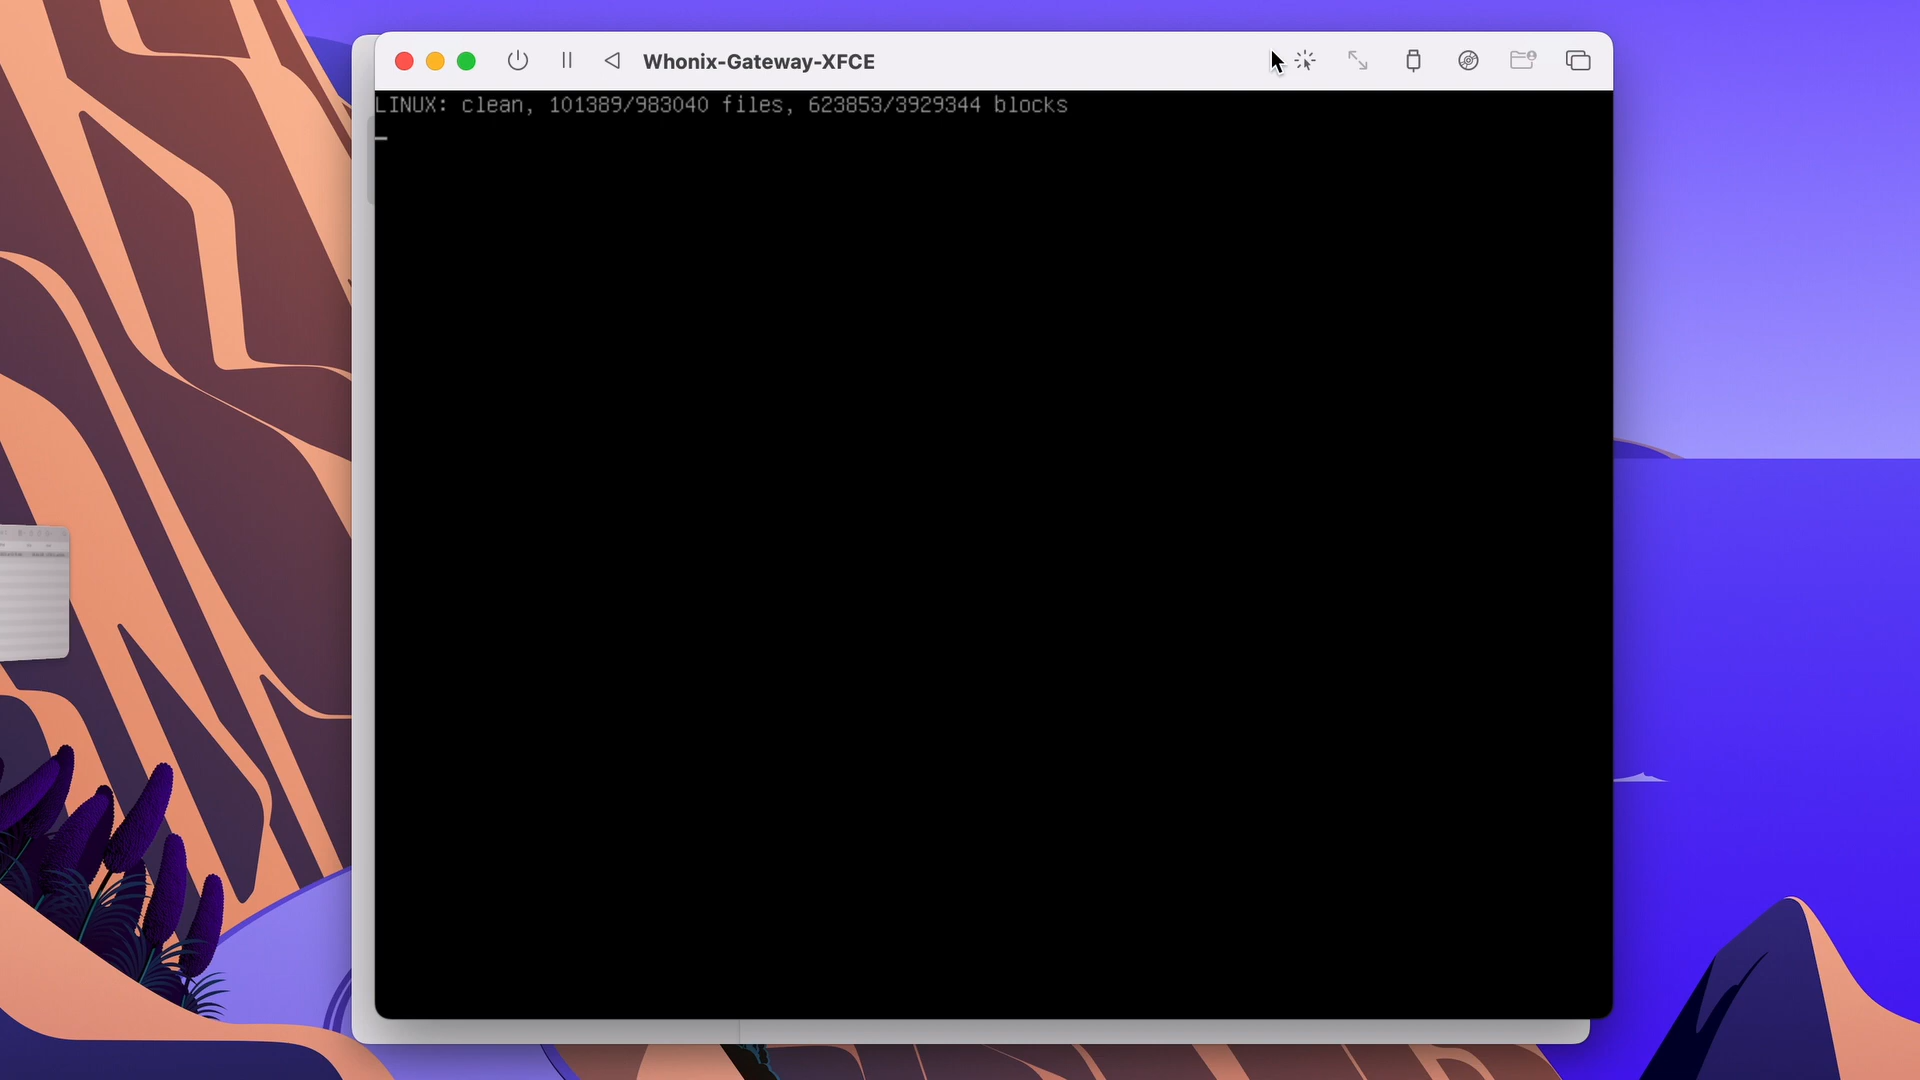 Whonix-Gateway-XFCE
LINUX: clean, 101389/983040 files, 623853/3929344 blocks